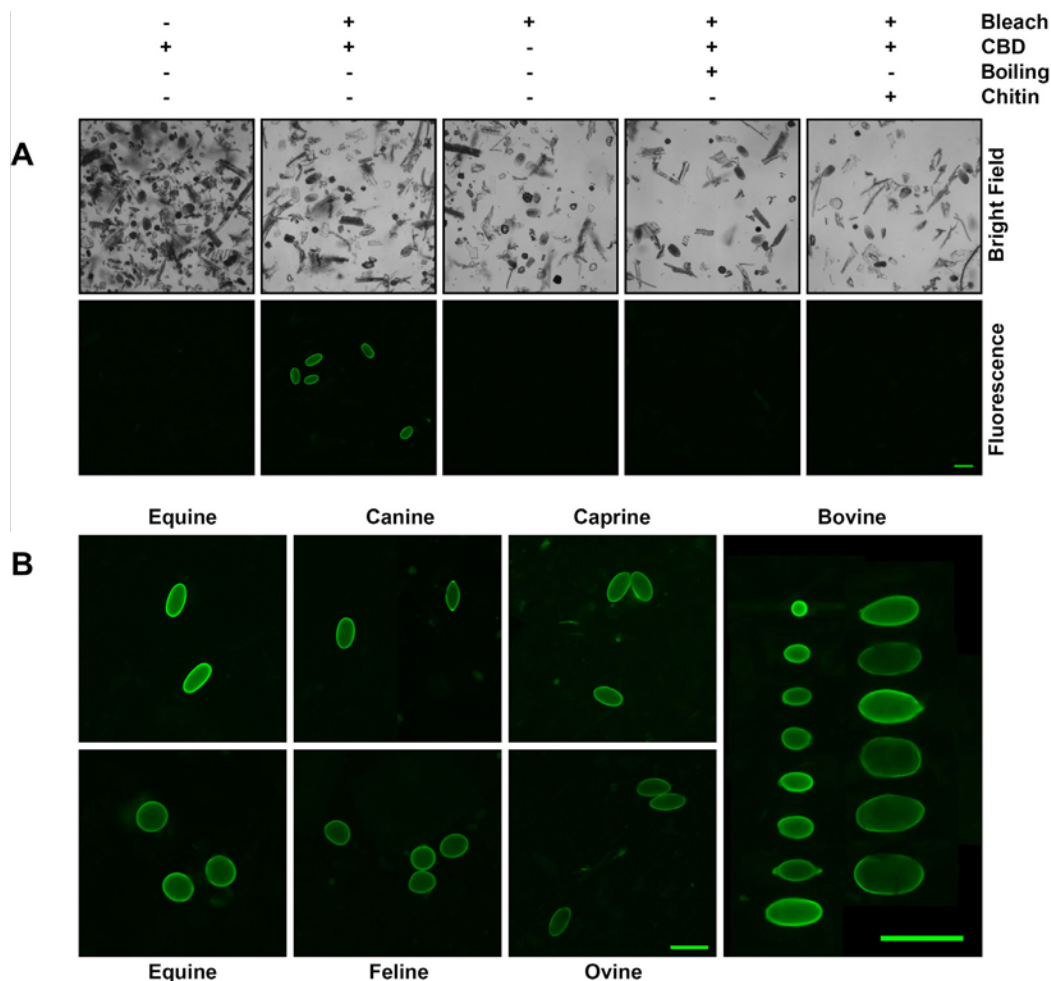 - + + + + Bleach
+ + - + + CBD
- - - + - Boiling
- - - - + Chitin
A
Bright Field
Fluorescence
Equine Canine Caprine Bovine
B
Equine Feline Ovine